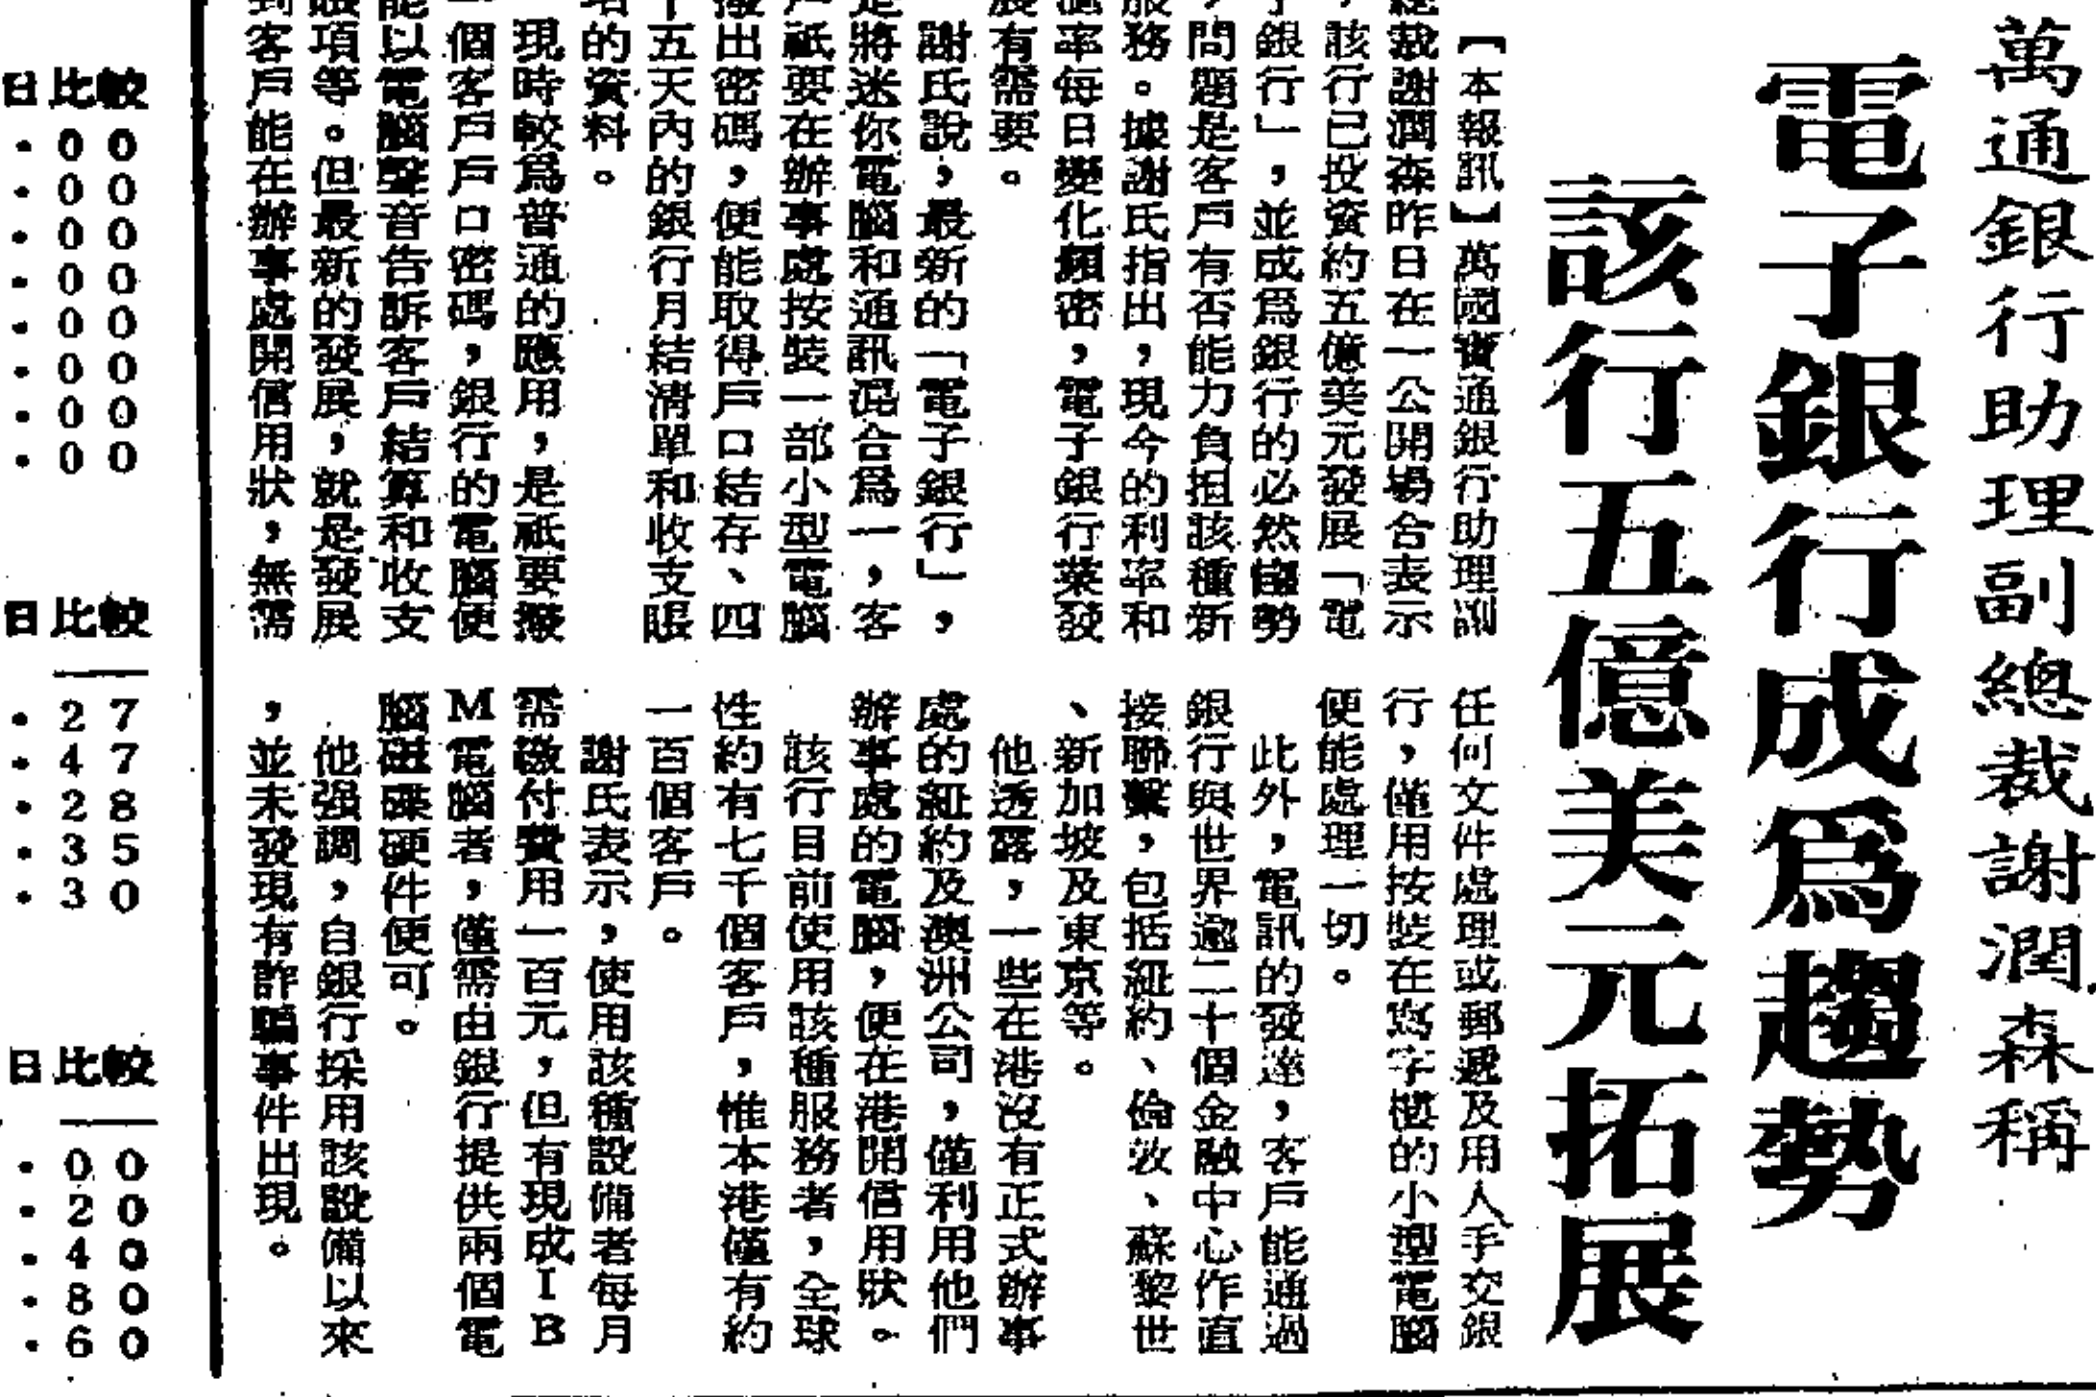 萬通銀行助理副總裁謝潤森稱
電子銀行成爲趨勢
該行五億美元拓展
【本報訊】萬國寶通銀行助理副
總裁謝潤森昨日在一公開場合表示
，該行已投資約五億美元發展「電
子銀行」，並成爲銀行的必然趨勢
，問題是客戶有否能力負担該種新
服務。據謝氏指出，現今的利率和
滙率每日變化頻密，電子銀行業發
展有需要。
謝氏說，最新的「電子銀行」，
是將迷你電腦和通訊混合爲一，客
戶祇要在辦事處按裝一部小型電腦
撥出密碼，便能取得戶口結存、四
十五天內的銀行月結清單和收支賬
的資料。
現時較爲普通的應用，是祇要撥
一個客戶戶口密碼，銀行的電腦便
能以電腦聲音告訴客戶結算和收支
賬項等。但最新的發展，就是發展
到客戶能在辦事處開信用狀，無需
任何文件處理或郵遞及用人手交銀
行，僅用按裝在寫字樓的小型電腦
便能處理一切。
此外，電訊的發達，客戶能通過
銀行與世界逾二十個金融中心作直
接聯繫，包括紐約、倫敦、蘇黎世
、新加坡及東京等。
他透露，一些在港沒有正式辦事
處的紐約及澳洲公司，僅利用他們
辦事處的電腦，便在港開信用狀。
該行目前使用該種服務者，全球
性約有七千個客戶，惟本港僅有約
一百個客戶。
謝氏表示，使用該種設備者每月
需繳付費用一百元，但有現成IB
M電腦者，僅需由銀行提供兩個電
腦磁碟硬件便可。
他强調，自銀行採用該設備以來
，並未發現有詐騙事件出現。
日比較
.00
.00
.00
.00
.00
.00
.00
.00
日比較
—
.27
.47
.28
.35
.30
日比較
—
.00
.20
.40
.80
.60